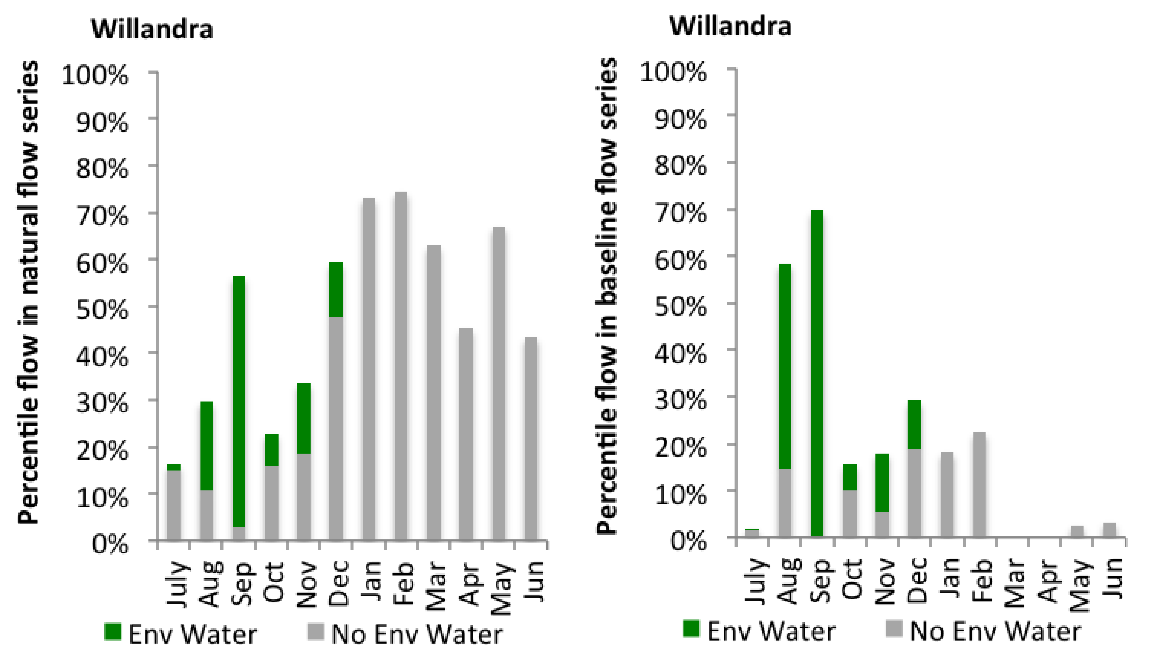 Willandra
Percentile flow in natural flow series
100%
90%
80%
70%
60%
50%
40%
30%
20%
10%
0%
July
Aug
Sep
Oct
Nov
Dec
Jan
Feb
Mar
Apr
May
Jun
Env Water
No Env Water
Willandra
Percentile flow in baseline flow series
100%
90%
80%
70%
60%
50%
40%
30%
20%
10%
0%
July
Aug
Sep
Oct
Nov
Dec
Jan
Feb
Mar
Apr
May
Jun
Env Water
No Env Water